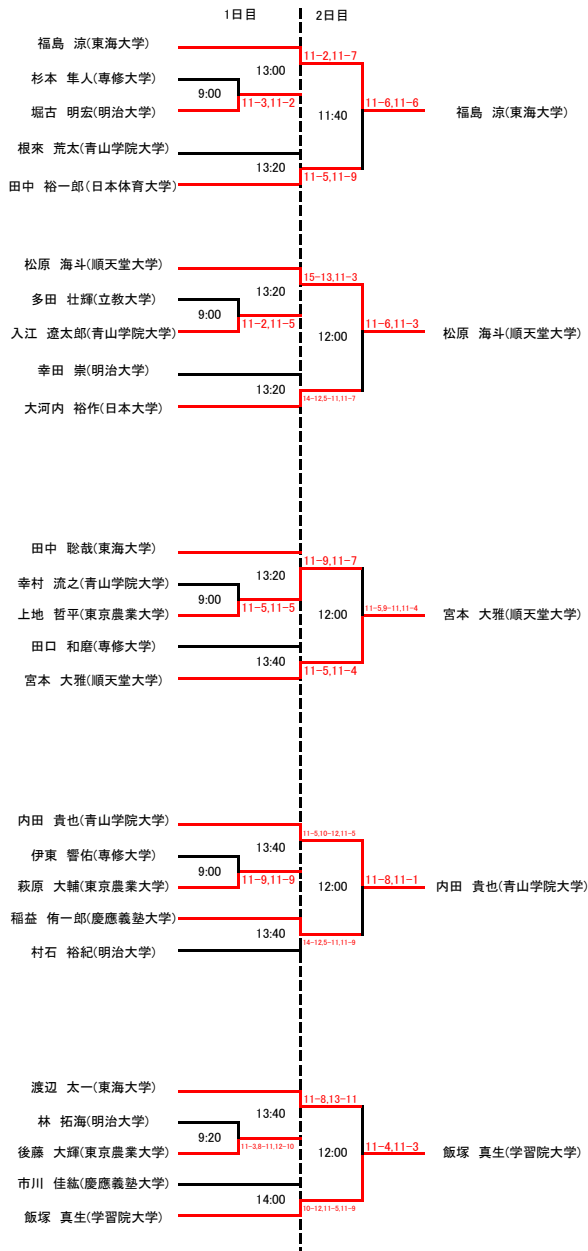 1日目 2日目
福島 涼(東海大学)
11-2,11-7
13:00
杉本 隼人(専修大学)
9:00
11-3,11-2
堀古 明宏(明治大学)
11:40
11-6,11-6
福島 涼(東海大学)
根來 荒太(青山学院大学)
13:20
11-5,11-9
田中 裕一郎(日本体育大学)
松原 海斗(順天堂大学)
15-13,11-3
13:20
多田 壮輝(立教大学)
9:00
11-2,11-5
入江 遼太郎(青山学院大学)
12:00
11-6,11-3
松原 海斗(順天堂大学)
幸田 崇(明治大学)
13:20
14-12,5-11,11-7
大河内 裕作(日本大学)
田中 聡哉(東海大学)
11-9,11-7
13:20
幸村 流之(青山学院大学)
9:00
11-5,11-5
上地 哲平(東京農業大学)
12:00
11-5,9-11,11-4
宮本 大雅(順天堂大学)
田口 和磨(専修大学)
13:40
11-5,11-4
宮本 大雅(順天堂大学)
内田 貴也(青山学院大学)
11-5,10-12,11-5
13:40
伊東 響佑(専修大学)
9:00
11-9,11-9
萩原 大輔(東京農業大学)
12:00
11-8,11-1
内田 貴也(青山学院大学)
稲益 侑一郎(慶應義塾大学)
13:40
14-12,5-11,11-9
村石 裕紀(明治大学)
渡辺 太一(東海大学)
11-8,13-11
13:40
林 拓海(明治大学)
9:20
11-3,8-11,12-10
後藤 大輝(東京農業大学)
12:00
11-4,11-3
飯塚 真生(学習院大学)
市川 佳紘(慶應義塾大学)
14:00
10-12,11-5,11-9
飯塚 真生(学習院大学)